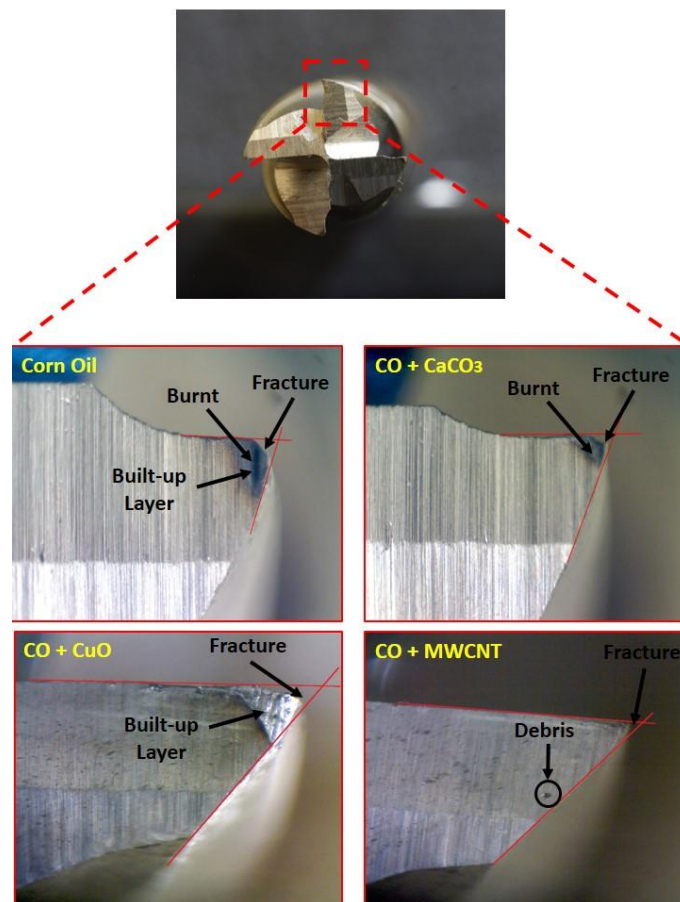 Corn Oil
Fracture
Burnt
Built-up
Layer
CO + CaCO₃
Fracture
Burnt
CO + CuO
Fracture
Built-up
Layer
CO + MWCNT
Fracture
Debris